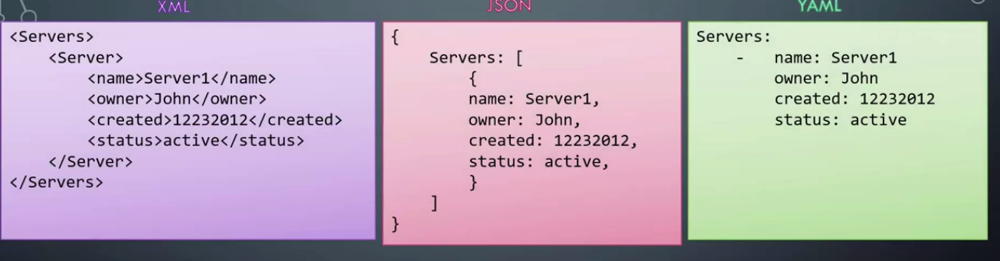 XML
<Servers>
<Server>
<name>Server1</name>
<owner>John</owner>
<created>12232012</created>
<status>active</status>
</Server>
</Servers>
JSON
{
Servers: [
{
name: Server1,
owner: John,
created: 12232012,
status: active,
}
]
}
YAML
Servers:
- name: Server1
owner: John
created: 12232012
status: active